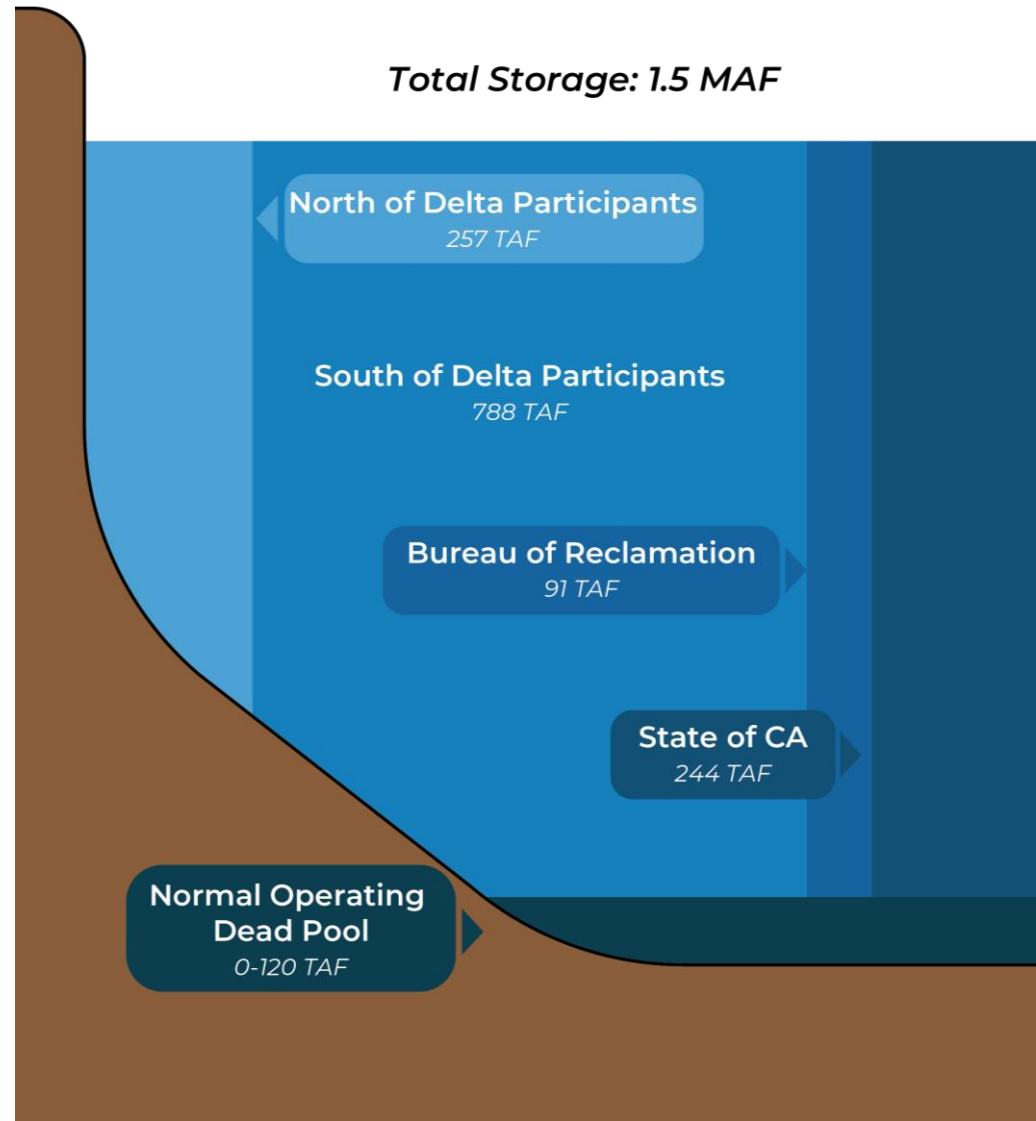 Total Storage: 1.5 MAF
North of Delta Participants
257 TAF
South of Delta Participants
788 TAF
Bureau of Reclamation
91 TAF
State of CA
244 TAF
Normal Operating
Dead Pool
0-120 TAF